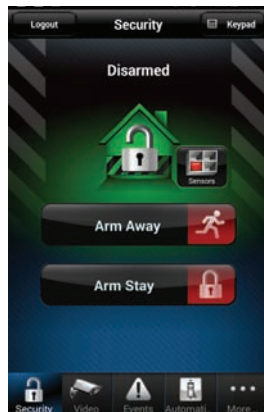 Logout Security Keypad
Disarmed
Sensors
Arm Away
Arm Stay
Security Video Events Automati... More